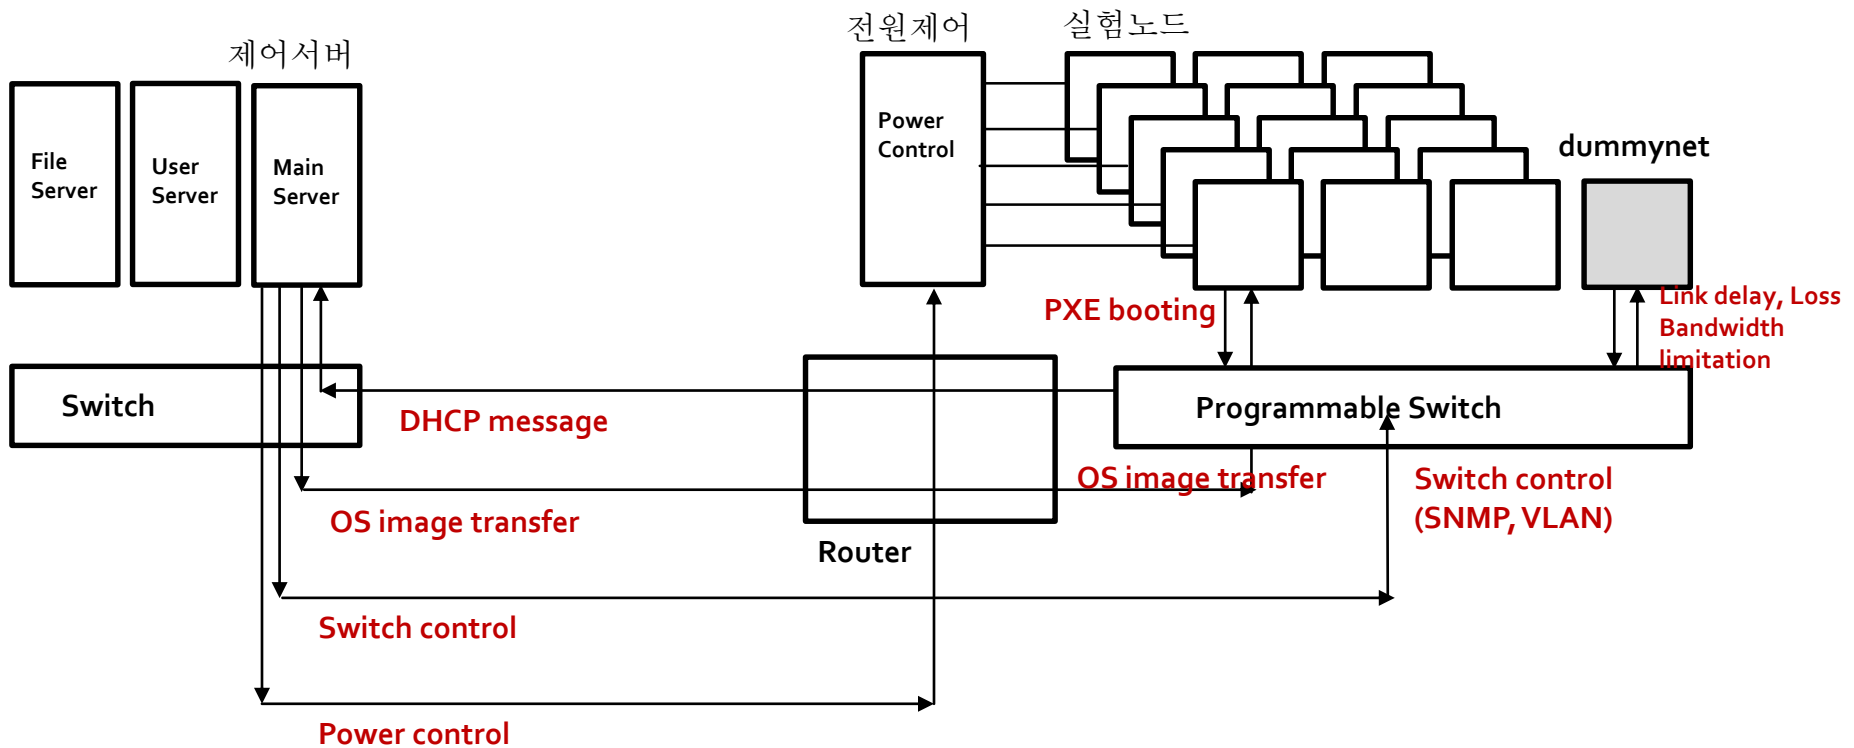 제어서버
전원제어
실험노드
File
Server
User
Server
Main
Server
Power
Control
dummynet
PXE booting
Link delay, Loss
Bandwidth
limitation
Switch
DHCP message
Programmable Switch
OS image transfer
OS image transfer
Switch control
(SNMP, VLAN)
Router
Switch control
Power control